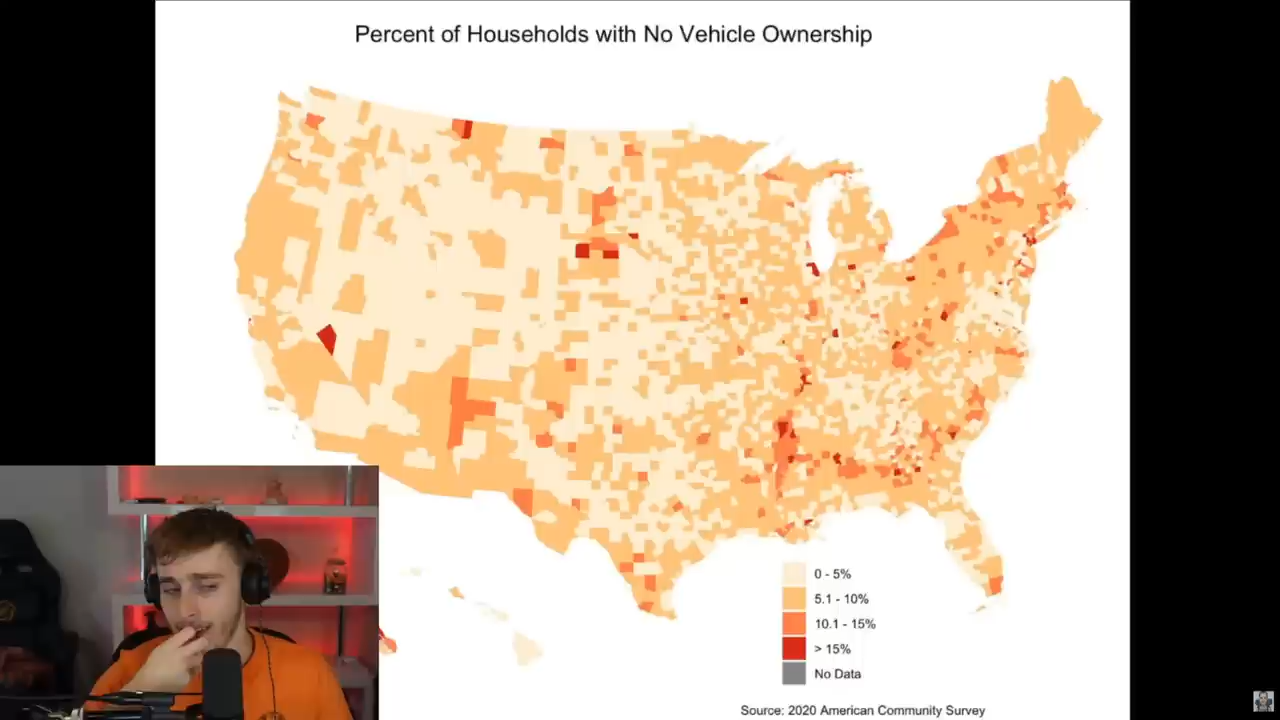 Percent of Households with No Vehicle Ownership
0 - 5%
5.1 - 10%
10.1 - 15%
> 15%
No Data
Source: 2020 American Community Survey